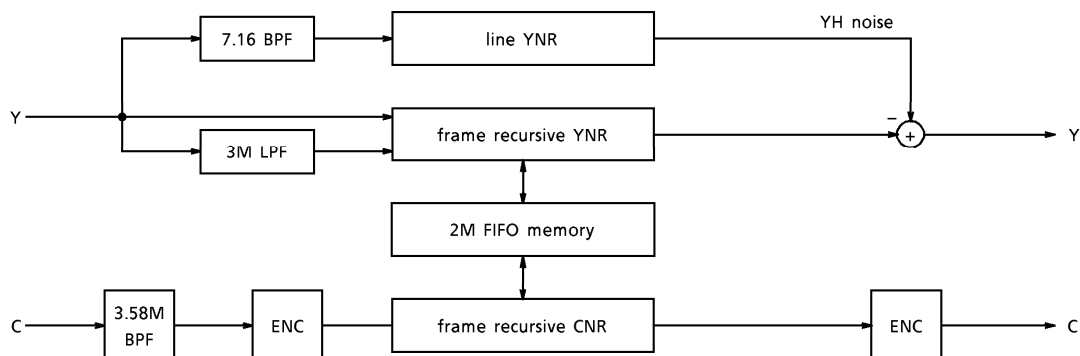 YH noise
7.16 BPF
line YNR
Y
−
+
Y
frame recursive YNR
3M LPF
2M FIFO memory
C
3.58M
BPF
ENC
frame recursive CNR
ENC
C